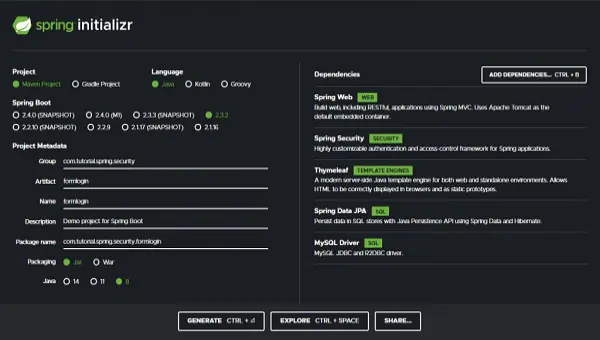 spring initializr
Project
Maven Project Gradle Project
Language
Java Kotlin Groovy
Spring Boot
2.4.0 (SNAPSHOT) 2.4.0 (M1) 2.3.3 (SNAPSHOT) 2.3.2
2.2.10 (SNAPSHOT) 2.2.9 2.1.17 (SNAPSHOT) 2.1.16
Project Metadata
Group com.tutorial.spring.security
Artifact formlogin
Name formlogin
Description Demo project for Spring Boot
Package name com.tutorial.spring.security.formlogin
Packaging Jar War
Java 14 11 8
Dependencies
ADD DEPENDENCIES... CTRL + B
Spring Web WEB
Build web, including RESTful, applications using Spring MVC. Uses Apache Tomcat as the
default embedded container.
Spring Security SECURITY
Highly customizable authentication and access-control framework for Spring applications.
Thymeleaf TEMPLATE ENGINES
A modern server-side Java template engine for both web and standalone environments. Allows
HTML to be correctly displayed in browsers and as static prototypes.
Spring Data JPA SQL
Persist data in SQL stores with Java Persistence API using Spring Data and Hibernate.
MySQL Driver SQL
MySQL JDBC and R2DBC driver.
GENERATE CTRL + ⏎
EXPLORE CTRL + SPACE
SHARE...